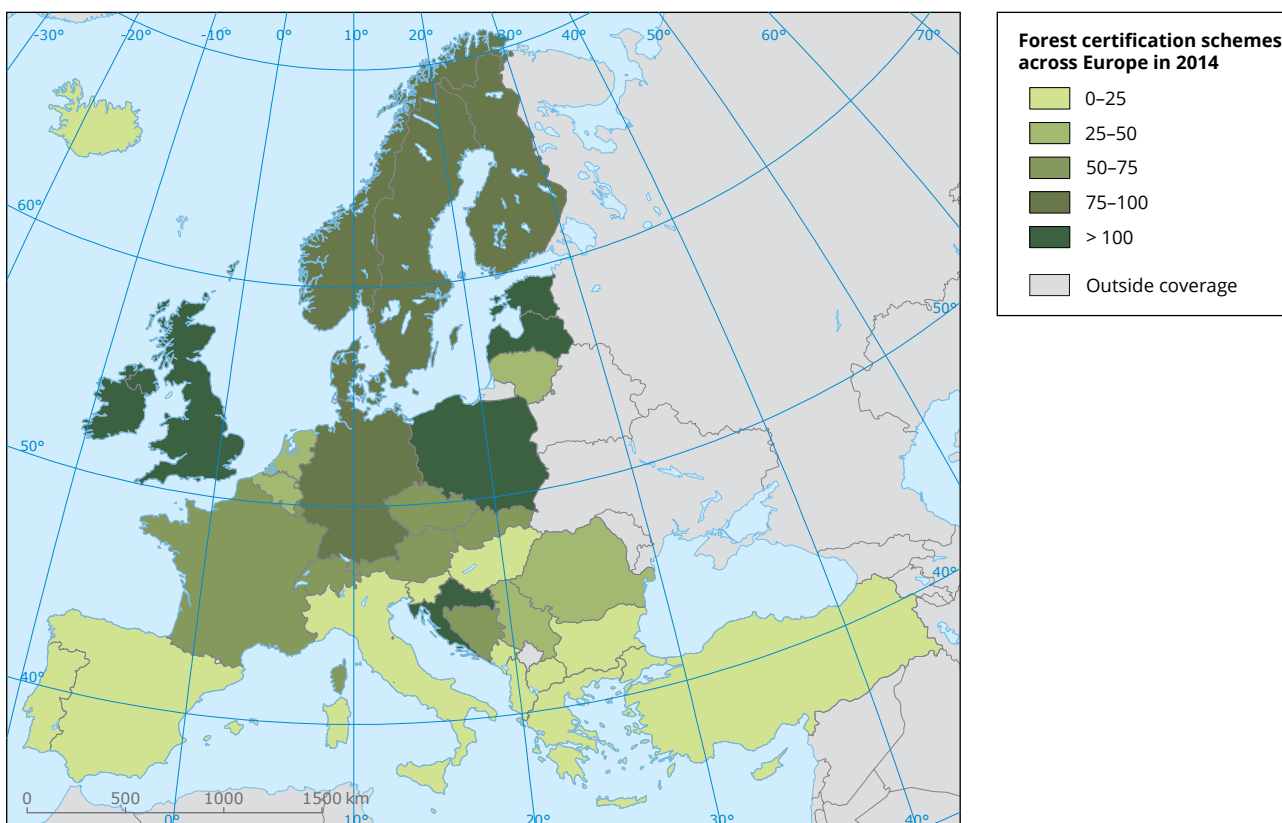 -30° -20° -10° 0° 10° 20° 30° 40° 60° 70°
60°
50°
50°
40°
40°
0 500 1000 1500 km
0° 10° 20° 30° 40°
Forest certification schemes
across Europe in 2014
0–25
25–50
50–75
75–100
> 100
Outside coverage